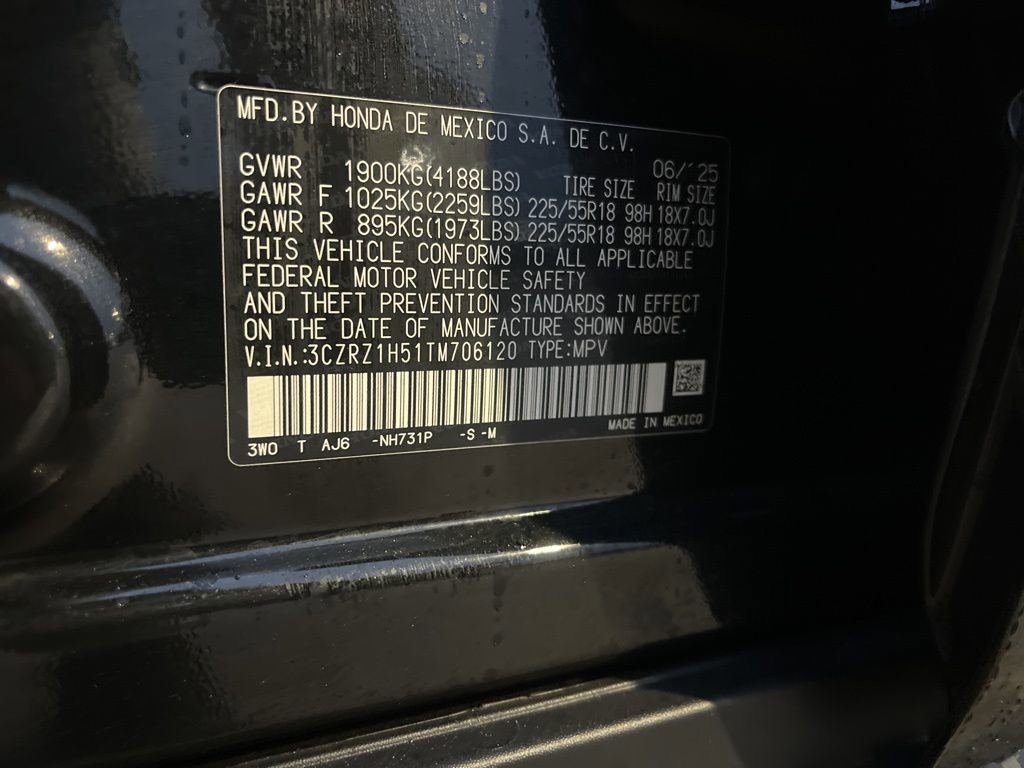 MFD.BY HONDA DE MEXICO S.A. DE C.V.
06/'25
GVWR 1900KG(4188LBS) TIRE SIZE RIM SIZE
GAWR F 1025KG(2259LBS) 225/55R18 98H 18X7.0J
GAWR R 895KG(1973LBS) 225/55R18 98H 18X7.0J
THIS VEHICLE CONFORMS TO ALL APPLICABLE
FEDERAL MOTOR VEHICLE SAFETY
AND THEFT PREVENTION STANDARDS IN EFFECT
ON THE DATE OF MANUFACTURE SHOWN ABOVE.
V.I.N.:3CZRZ1H51TM706120 TYPE:MPV
MADE IN MEXICO
3W0 T AJ6 -NH731P -S -M